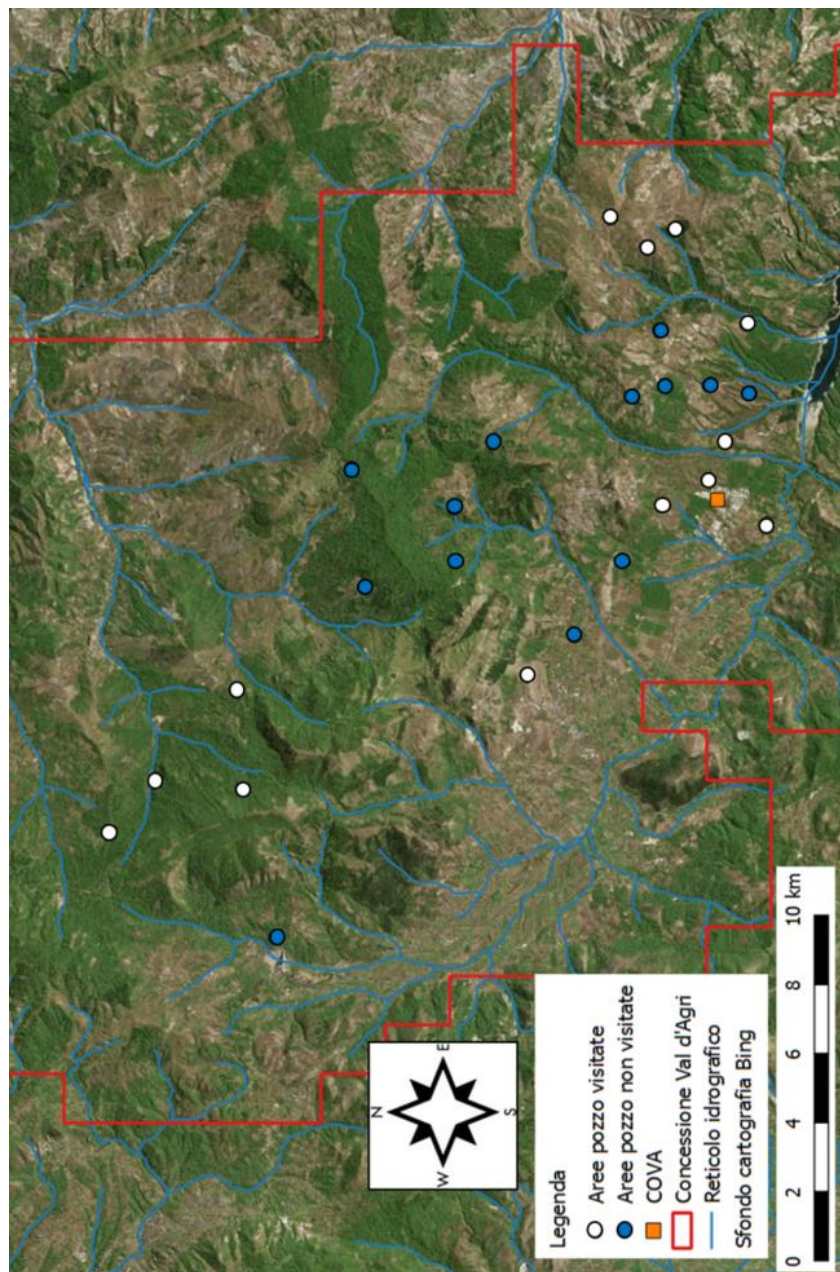 N
W
E
S
Legenda
Aree pozzo visitate
Aree pozzo non visitate
COVA
Concessione Val d'Agri
Reticolo idrografico
Sfondo cartografia Bing
0 2 4 6 8 10 km